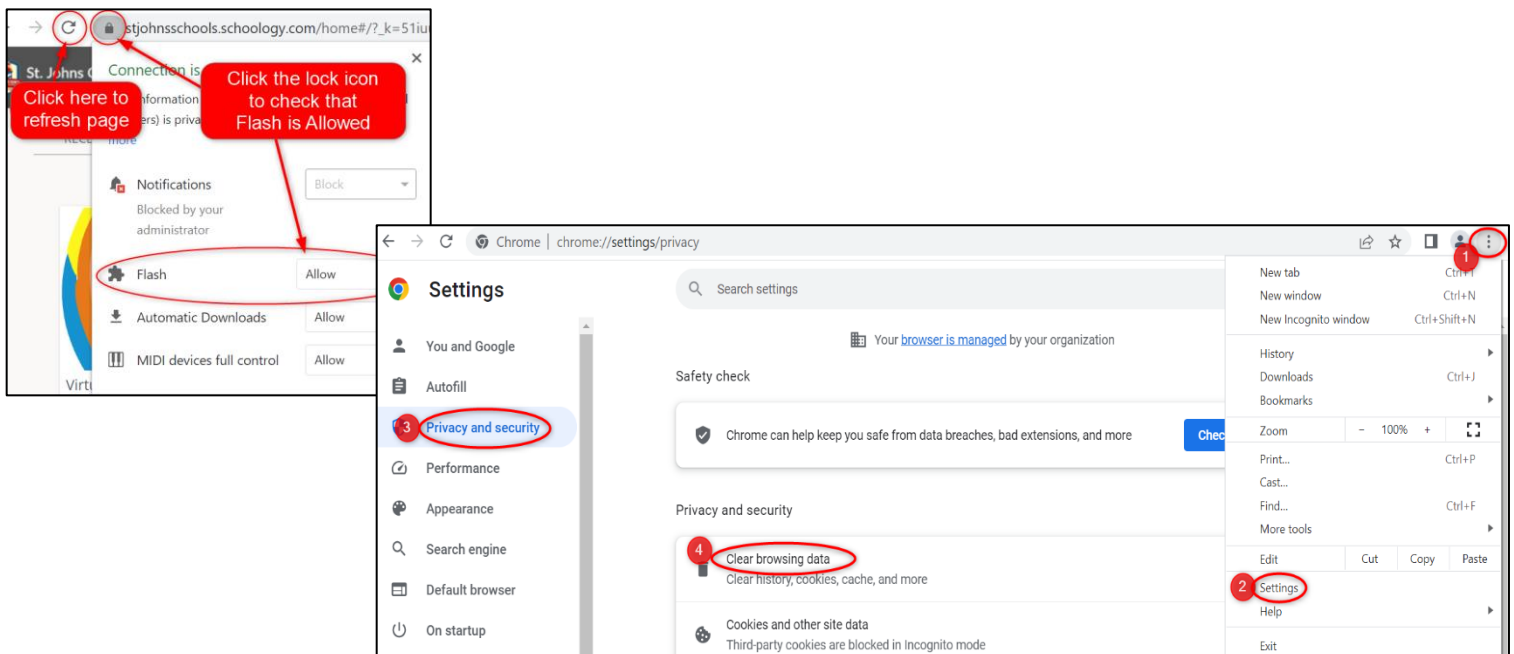 stjohnsschools.schoology.com/home#/?_k=51iu
St. Johns
Connection is
Click here to
refresh page
Click the lock icon
to check that
Flash is Allowed
information
ers) is priva
more
Notifications
Block
Blocked by your
administrator
Flash
Allow
Automatic Downloads
Allow
MIDI devices full control
Allow
Virtu
Chrome | chrome://settings/privacy
1
Settings
Search settings
You and Google
Autofill
3
Privacy and security
Performance
Appearance
Search engine
Default browser
On startup
Your browser is managed by your organization
Safety check
Chrome can help keep you safe from data breaches, bad extensions, and more
Chec
Privacy and security
4
Clear browsing data
Clear history, cookies, cache, and more
Cookies and other site data
Third-party cookies are blocked in Incognito mode
New tab Ctrl+T
New window Ctrl+N
New Incognito window Ctrl+Shift+N
History
Downloads Ctrl+J
Bookmarks
Zoom - 100% +
Print... Ctrl+P
Cast...
Find... Ctrl+F
More tools
Edit Cut Copy Paste
2
Settings
Help
Exit